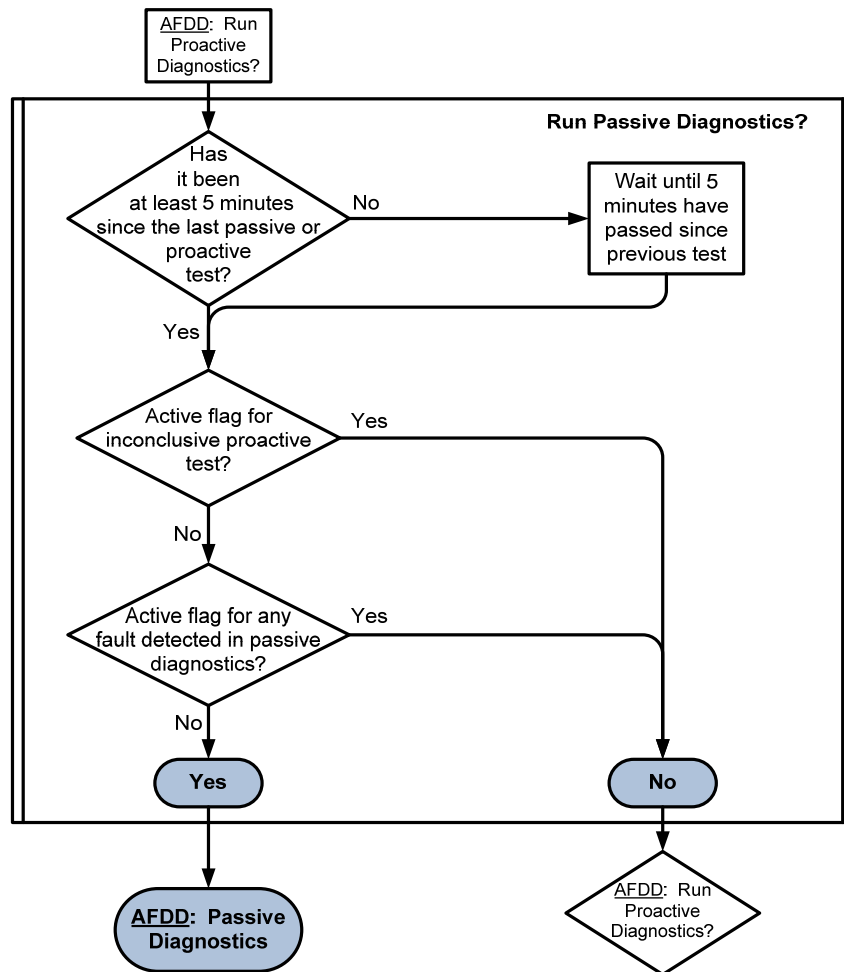 AFDD: Run
Proactive
Diagnostics?
Run Passive Diagnostics?
Has
it been
at least 5 minutes
since the last passive or
proactive
test?
No
Wait until 5
minutes have
passed since
previous test
Yes
Active flag for
inconclusive proactive
test?
Yes
No
Active flag for any
fault detected in passive
diagnostics?
Yes
No
Yes
No
AFDD: Passive
Diagnostics
AFDD: Run
Proactive
Diagnostics?